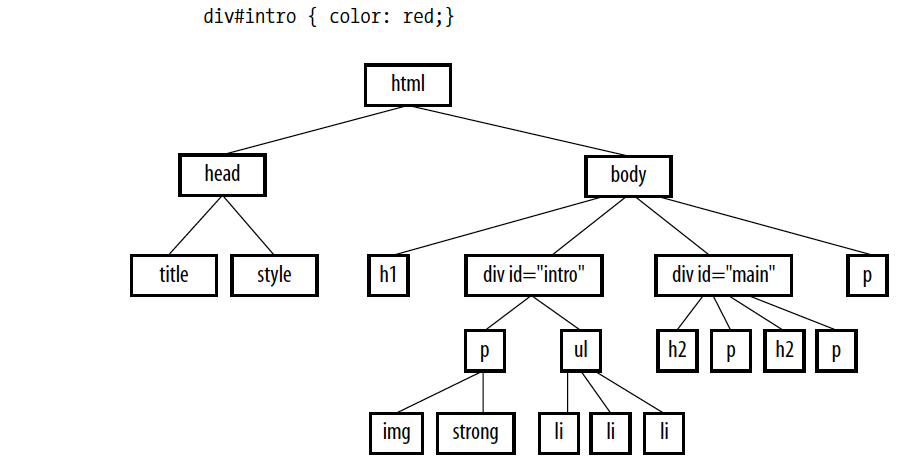 div#intro { color: red;}
html
head
body
title
style
h1
div id="intro"
div id="main"
p
p
ul
h2
p
h2
p
img
strong
li
li
li